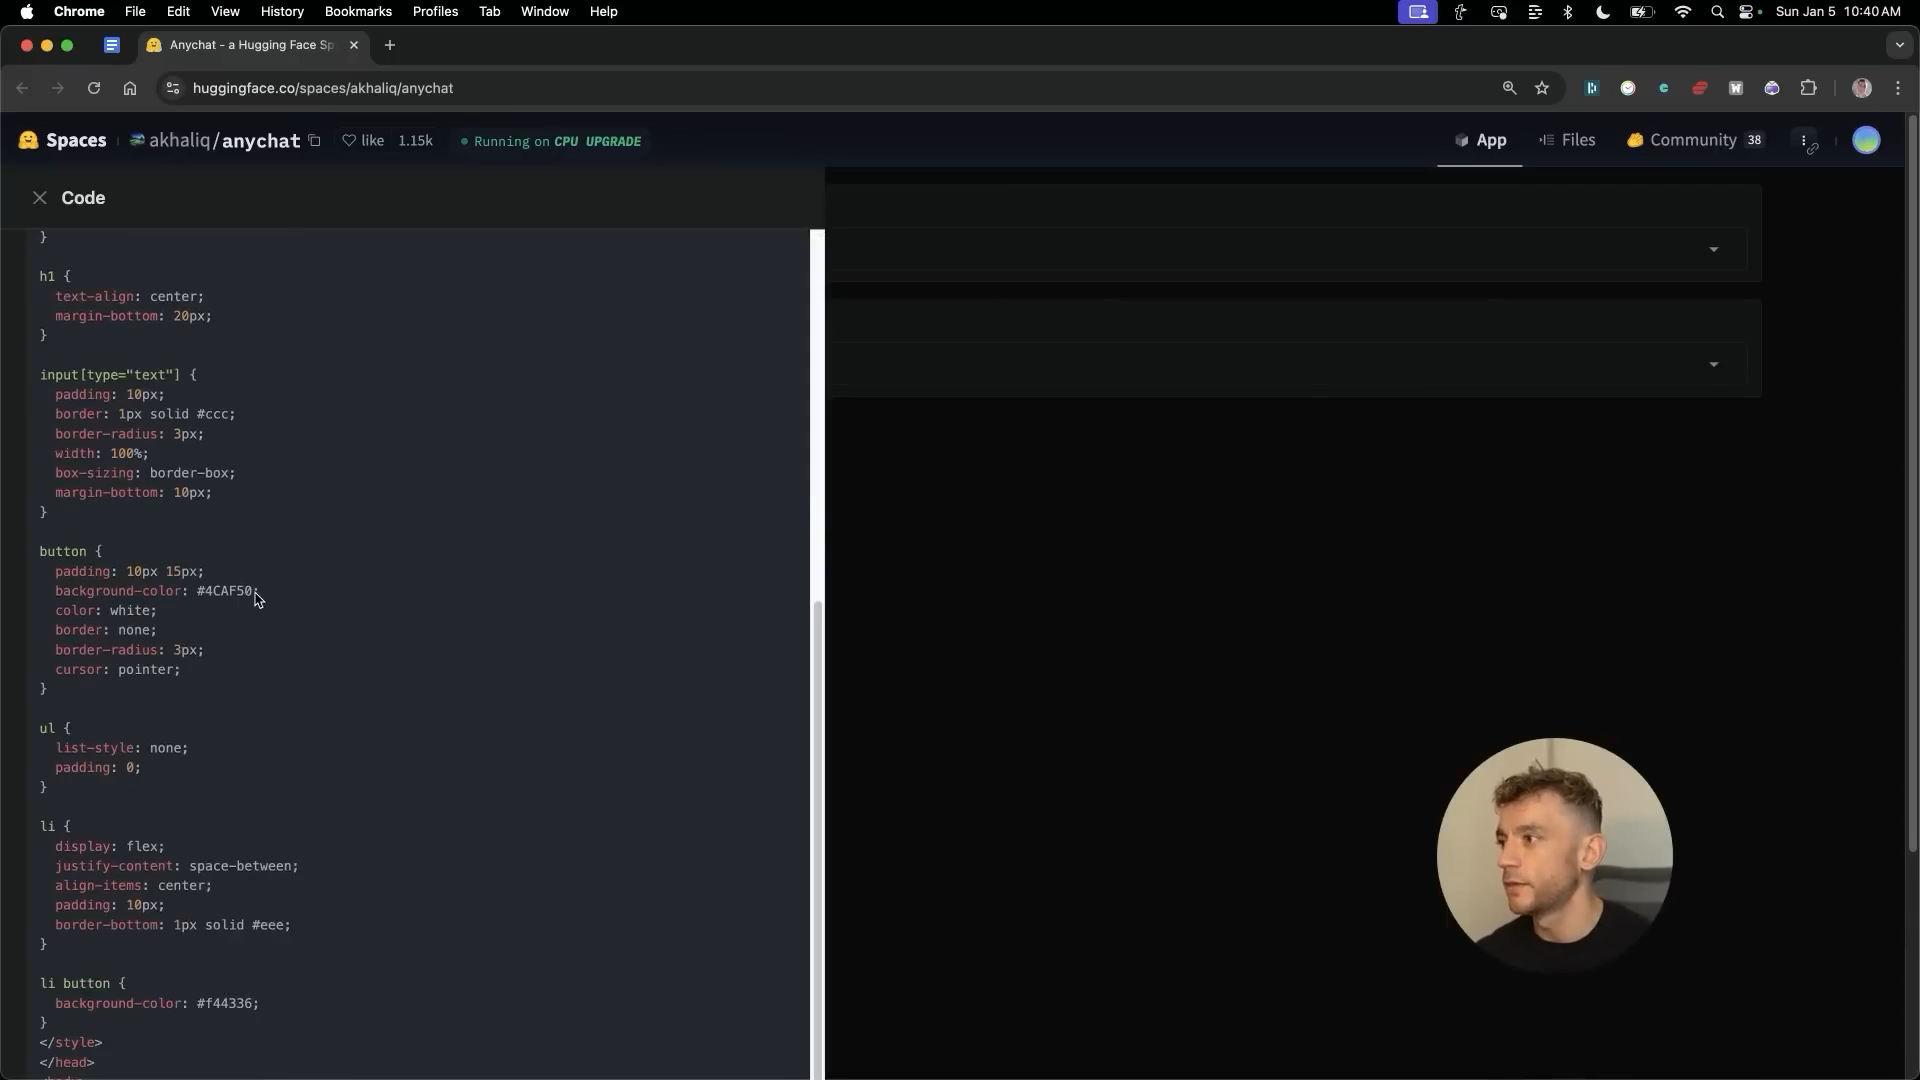 Chrome File Edit View History Bookmarks Profiles Tab Window Help Sun Jan 5 10:40 AM
Anychat - a Hugging Face Sp
huggingface.co/spaces/akhaliq/anychat
Spaces akhaliq/anychat like 1.15k Running on CPU UPGRADE App Files Community 38
Code
}
h1 {
text-align: center;
margin-bottom: 20px;
}
input[type="text"] {
padding: 10px;
border: 1px solid #ccc;
border-radius: 3px;
width: 100%;
box-sizing: border-box;
margin-bottom: 10px;
}
button {
padding: 10px 15px;
background-color: #4CAF50;
color: white;
border: none;
border-radius: 3px;
cursor: pointer;
}
ul {
list-style: none;
padding: 0;
}
li {
display: flex;
justify-content: space-between;
align-items: center;
padding: 10px;
border-bottom: 1px solid #eee;
}
li button {
background-color: #f44336;
}
</style>
</head>